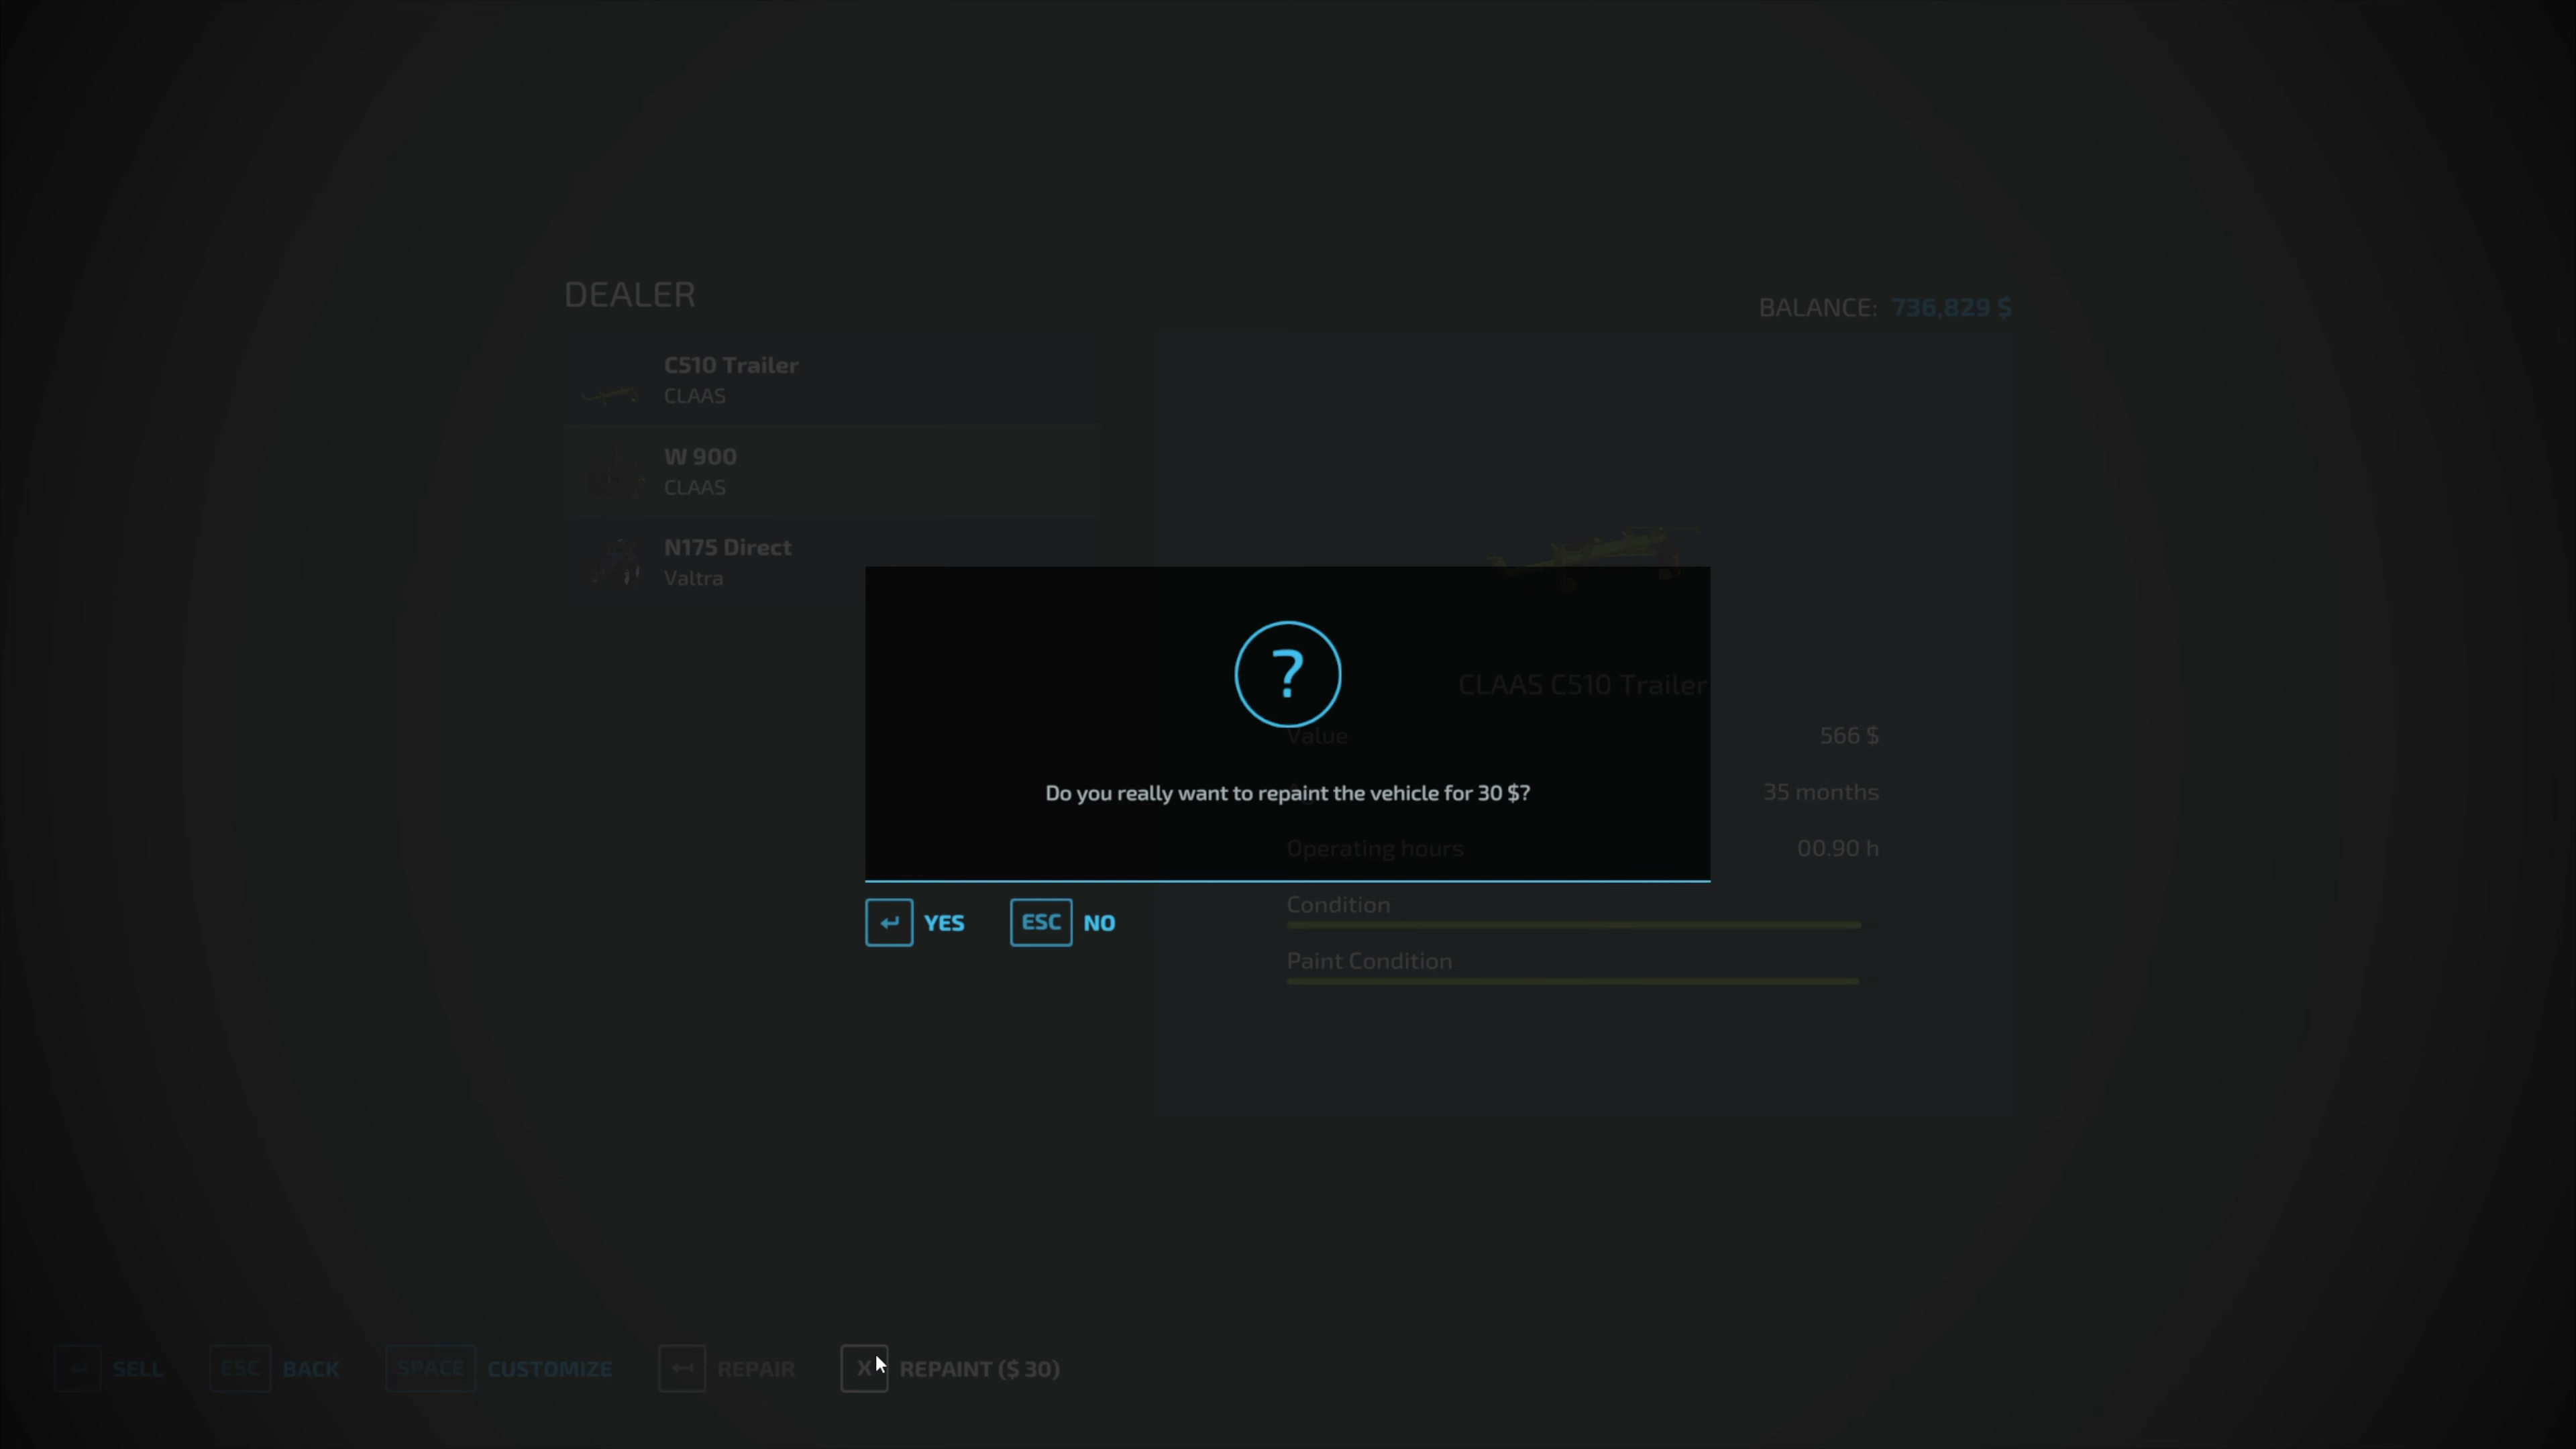 DEALER
BALANCE: 736,829 $
C510 Trailer
CLAAS
W 900
CLAAS
N175 Direct
Valtra
?
CLAAS C510 Trailer
Value 566 $
Do you really want to repaint the vehicle for 30 $?
35 months
Operating hours 00.90 h
Condition
ESC NO
YES
Paint Condition
SELL ESC BACK SPACE CUSTOMIZE REPAIR X REPAINT ($ 30)